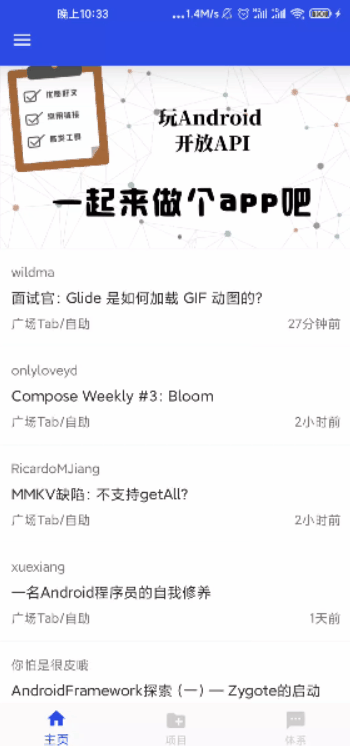 晚上10:33
...1.4M/s
100
优秀好文
常用链接
玩Android
开放API
一起来做个app吧
wildma
面试官: Glide 是如何加载 GIF 动图的?
广场Tab/自助
27分钟前
onlyloveyd
Compose Weekly #3: Bloom
广场Tab/自助
2小时前
RicardoMJiang
MMKV缺陷: 不支持getAll?
广场Tab/自助
2小时前
xuexiang
一名Android程序员的自我修养
广场Tab/自助
1天前
你怕是很皮哦
AndroidFramework探索 (一) — Zygote的启动
主页
项目
体系